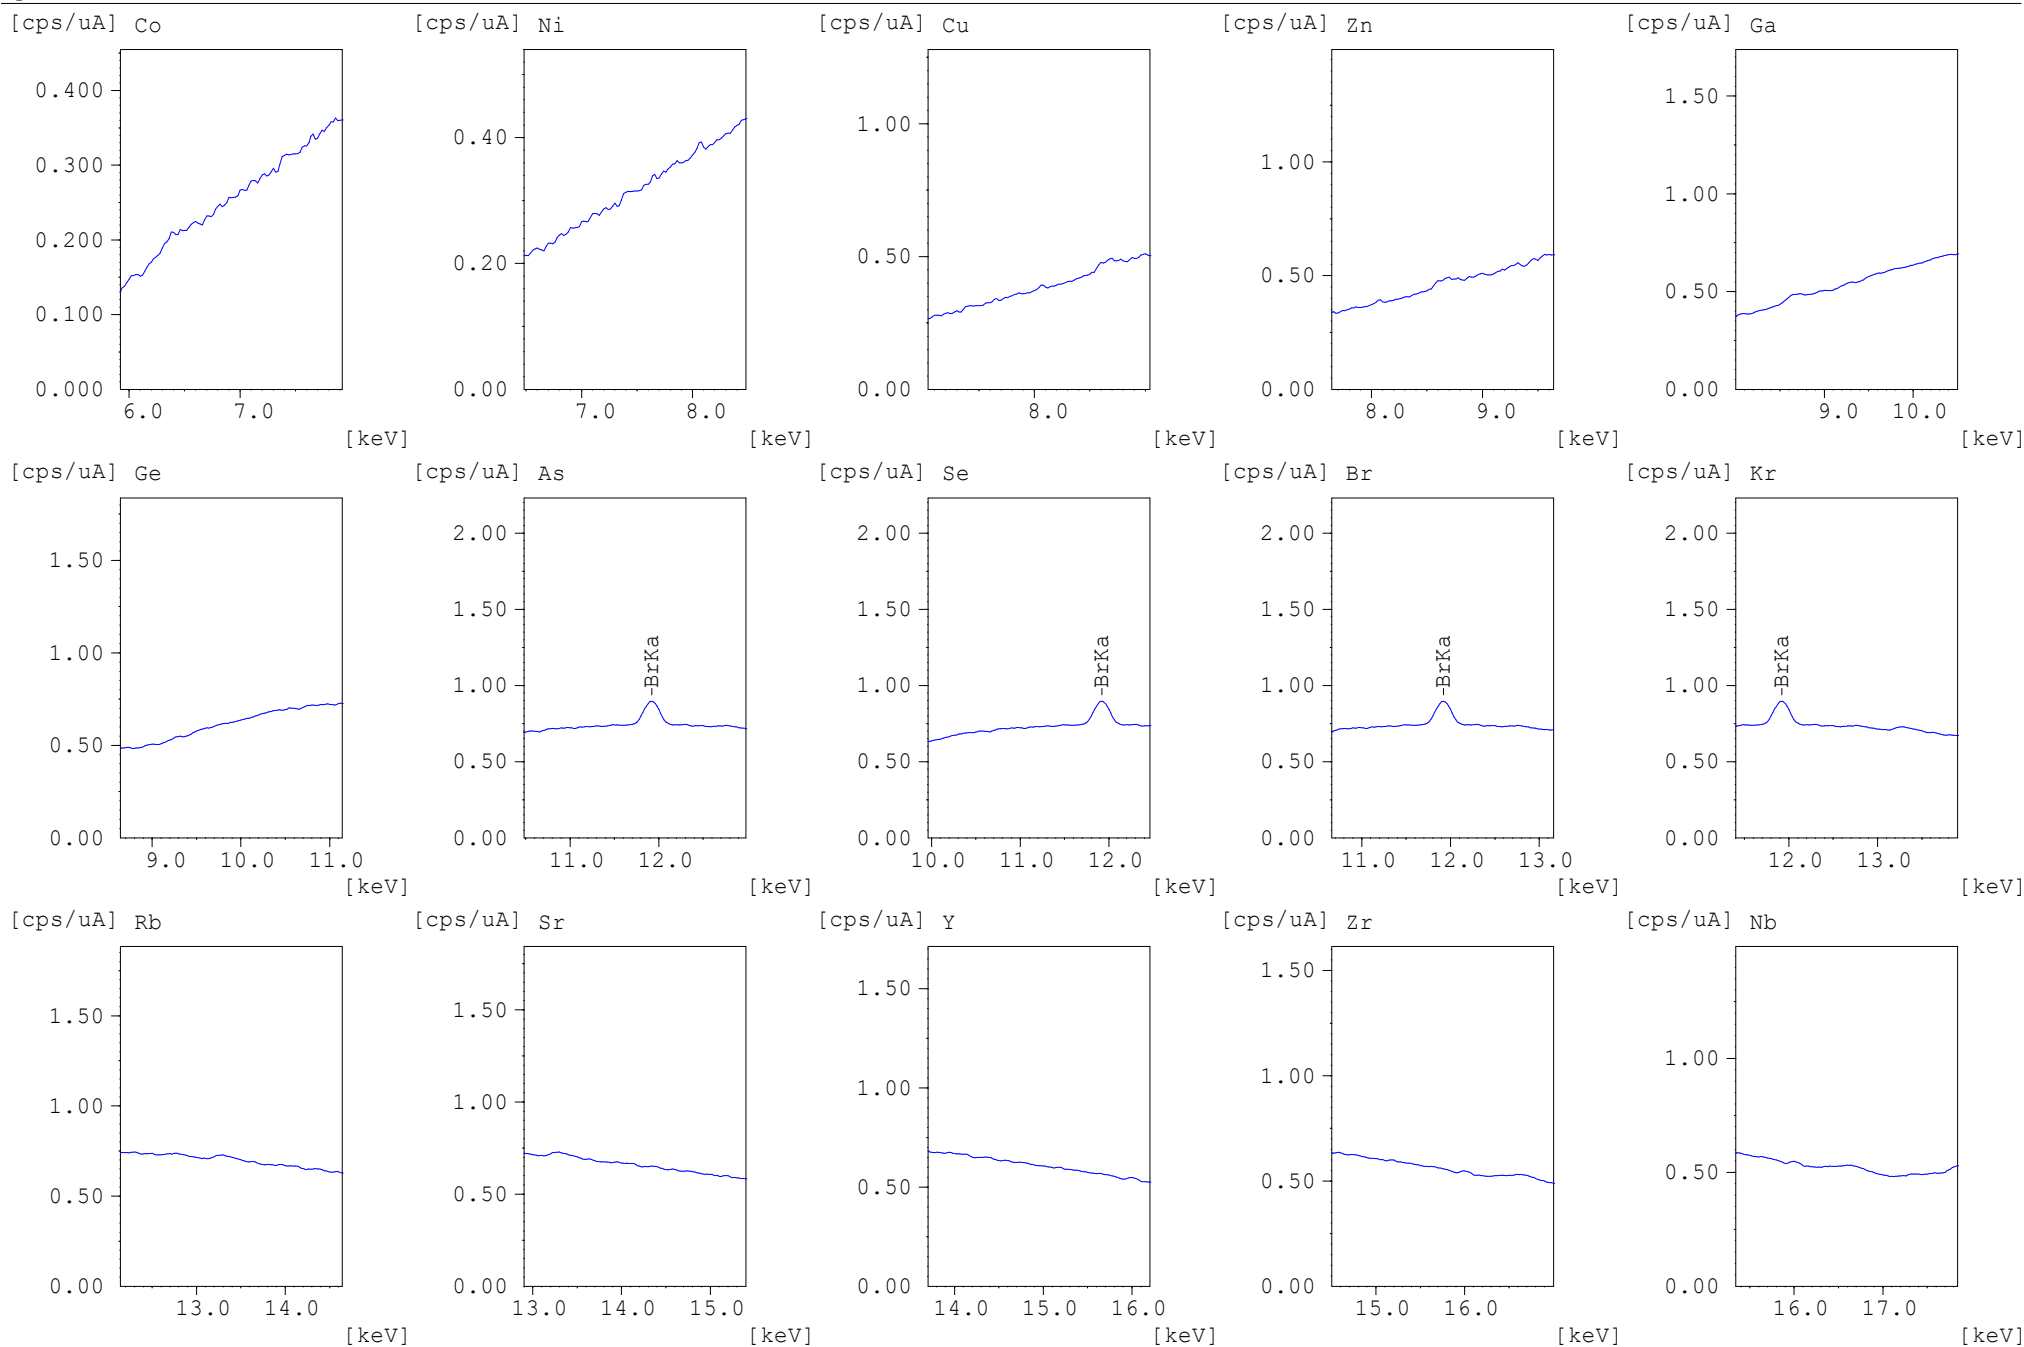 [cps/uA] Co [cps/uA] Ni [cps/uA] Cu [cps/uA] Zn [cps/uA] Ga
0.400 0.300 0.200 0.100 0.000
6.0 7.0
[keV]
0.40 0.20 0.00
7.0 8.0
[keV]
1.00 0.50 0.00
8.0
[keV]
1.00 0.50 0.00
8.0 9.0
[keV]
1.50 1.00 0.50 0.00
9.0 10.0
[keV]
[cps/uA] Ge [cps/uA] As [cps/uA] Se [cps/uA] Br [cps/uA] Kr
1.50 1.00 0.50 0.00
9.0 10.0 11.0
[keV]
2.00 1.50 1.00 0.50 0.00
BrKa
11.0 12.0
[keV]
2.00 1.50 1.00 0.50 0.00
BrKa
10.0 11.0 12.0
[keV]
2.00 1.50 1.00 0.50 0.00
BrKa
11.0 12.0 13.0
[keV]
2.00 1.50 1.00 0.50 0.00
BrKa
12.0 13.0
[keV]
[cps/uA] Rb [cps/uA] Sr [cps/uA] Y [cps/uA] Zr [cps/uA] Nb
1.50 1.00 0.50 0.00
13.0 14.0
[keV]
1.50 1.00 0.50 0.00
13.0 14.0 15.0
[keV]
1.50 1.00 0.50 0.00
14.0 15.0 16.0
[keV]
1.50 1.00 0.50 0.00
15.0 16.0
[keV]
1.00 0.50 0.00
16.0 17.0
[keV]